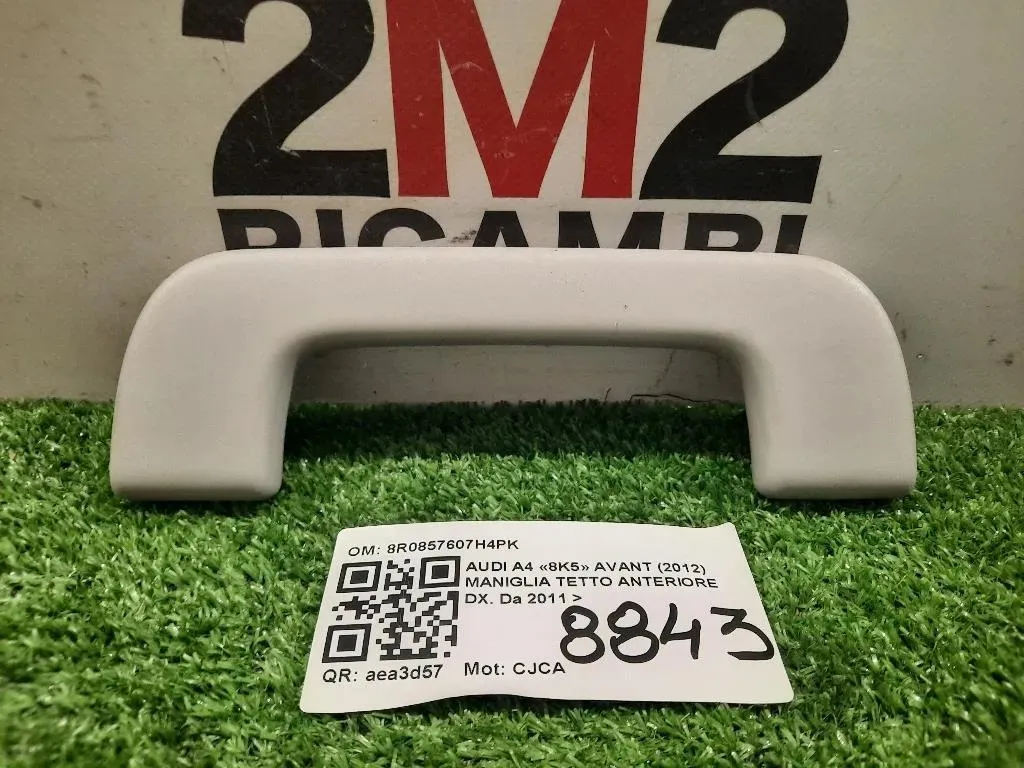 2M2
RICAMBI
OM: 8R0857607H4PK
AUDI A4 «8K5» AVANT (2012)
MANIGLIA TETTO ANTERIORE
DX. Da 2011 >
8843
QR: aea3d57 Mot: CJCA